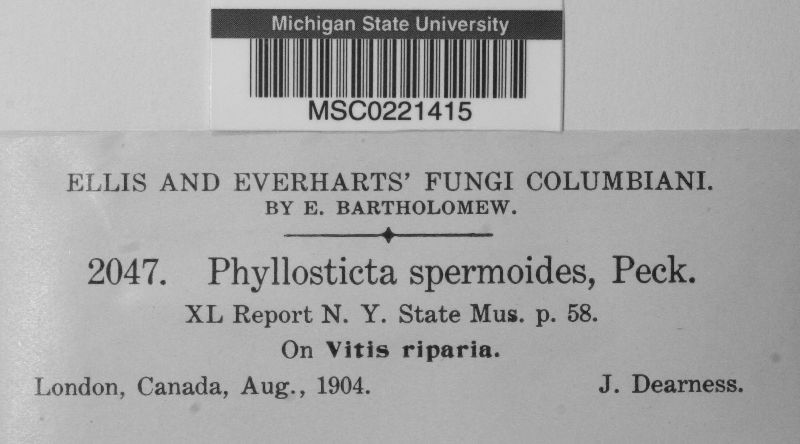 Michigan State University
MSC0221415
ELLIS AND EVERHARTS' FUNGI COLUMBIANI.
BY E. BARTHOLOMEW.
2047. Phyllosticta spermoides, Peck.
XL Report N. Y. State Mus. p. 58.
On Vitis riparia.
London, Canada, Aug., 1904. J. Dearness.